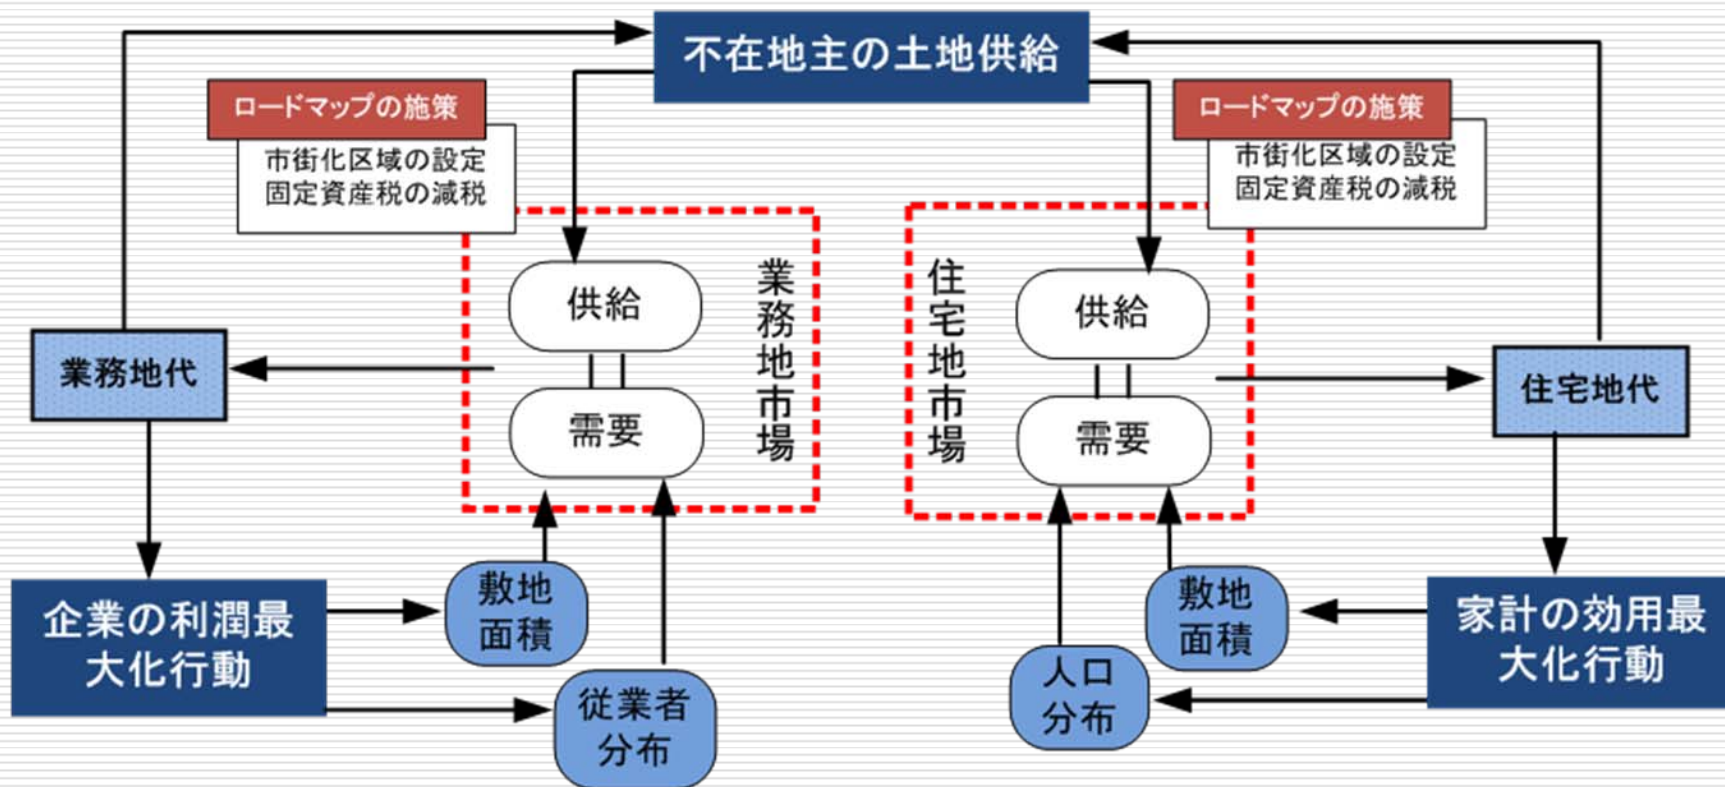 不在地主の土地供給
ロードマップの施策
市街化区域の設定
固定資産税の減税
ロードマップの施策
市街化区域の設定
固定資産税の減税
供給
需要
業務地市場
住宅地市場
供給
需要
業務地代
住宅地代
企業の利潤最
大化行動
敷地
面積
従業者
分布
人口
分布
敷地
面積
家計の効用最
大化行動